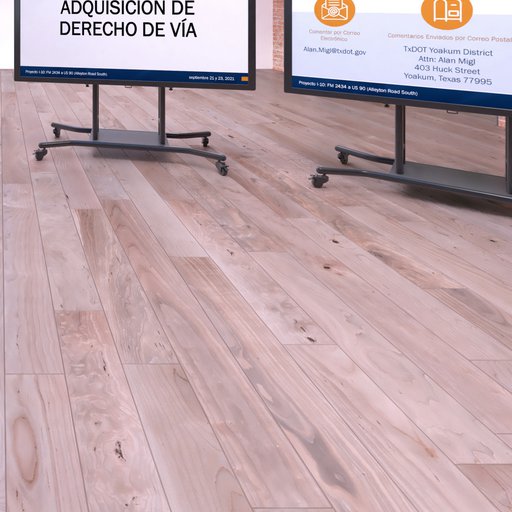 ADQUISICIÓN DE
DERECHO DE VÍA
Proyecto I-10: FM 2434 a US 90 (Alleyton Road South)
septiembre 21 y 23, 2021
Comentar por Correo
Electrónico
Alan.Migl@txdot.gov
Comentarios Enviados por Correo Postal
TxDOT Yoakum District
Attn: Alan Migl
403 Huck Street
Yoakum, Texas 77995
Proyecto I-10: FM 2434 a US 90 (Alleyton Road South)